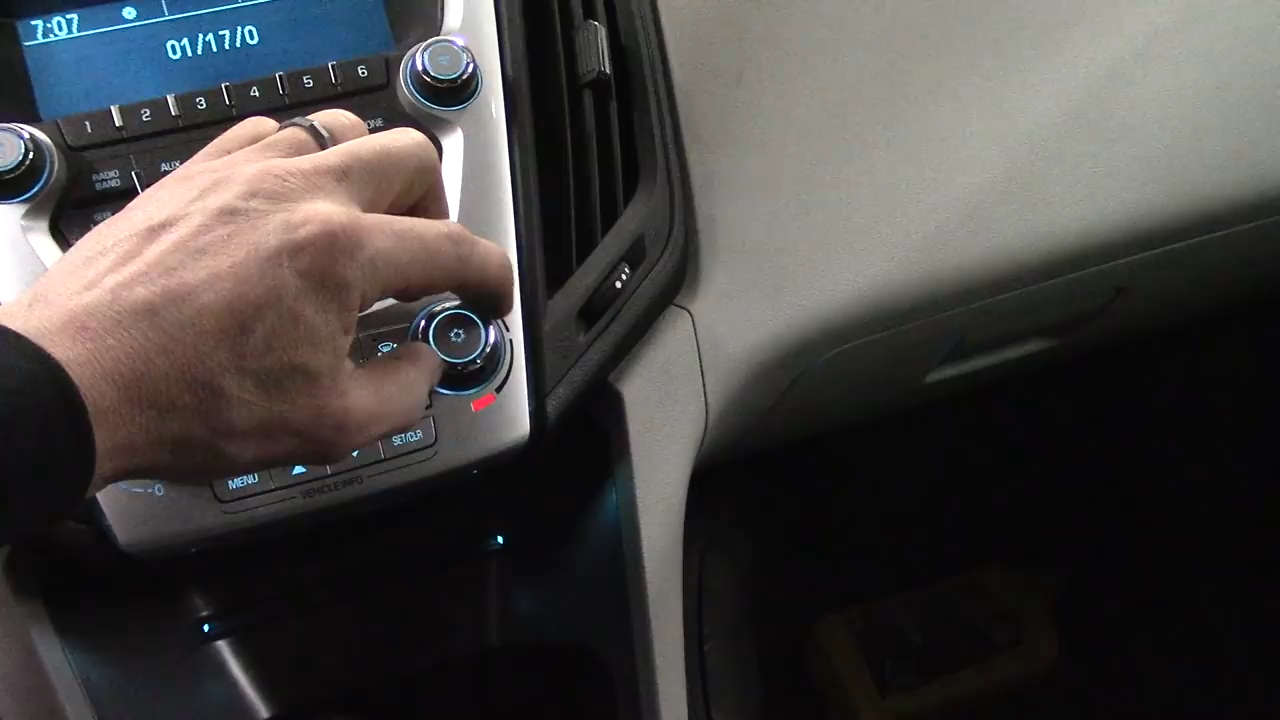 7:07
01/17/0
1 2 3 4 5 6
RADIO
BAND
AUX
MENU
SET/CLR
VEHICLE INFO
0